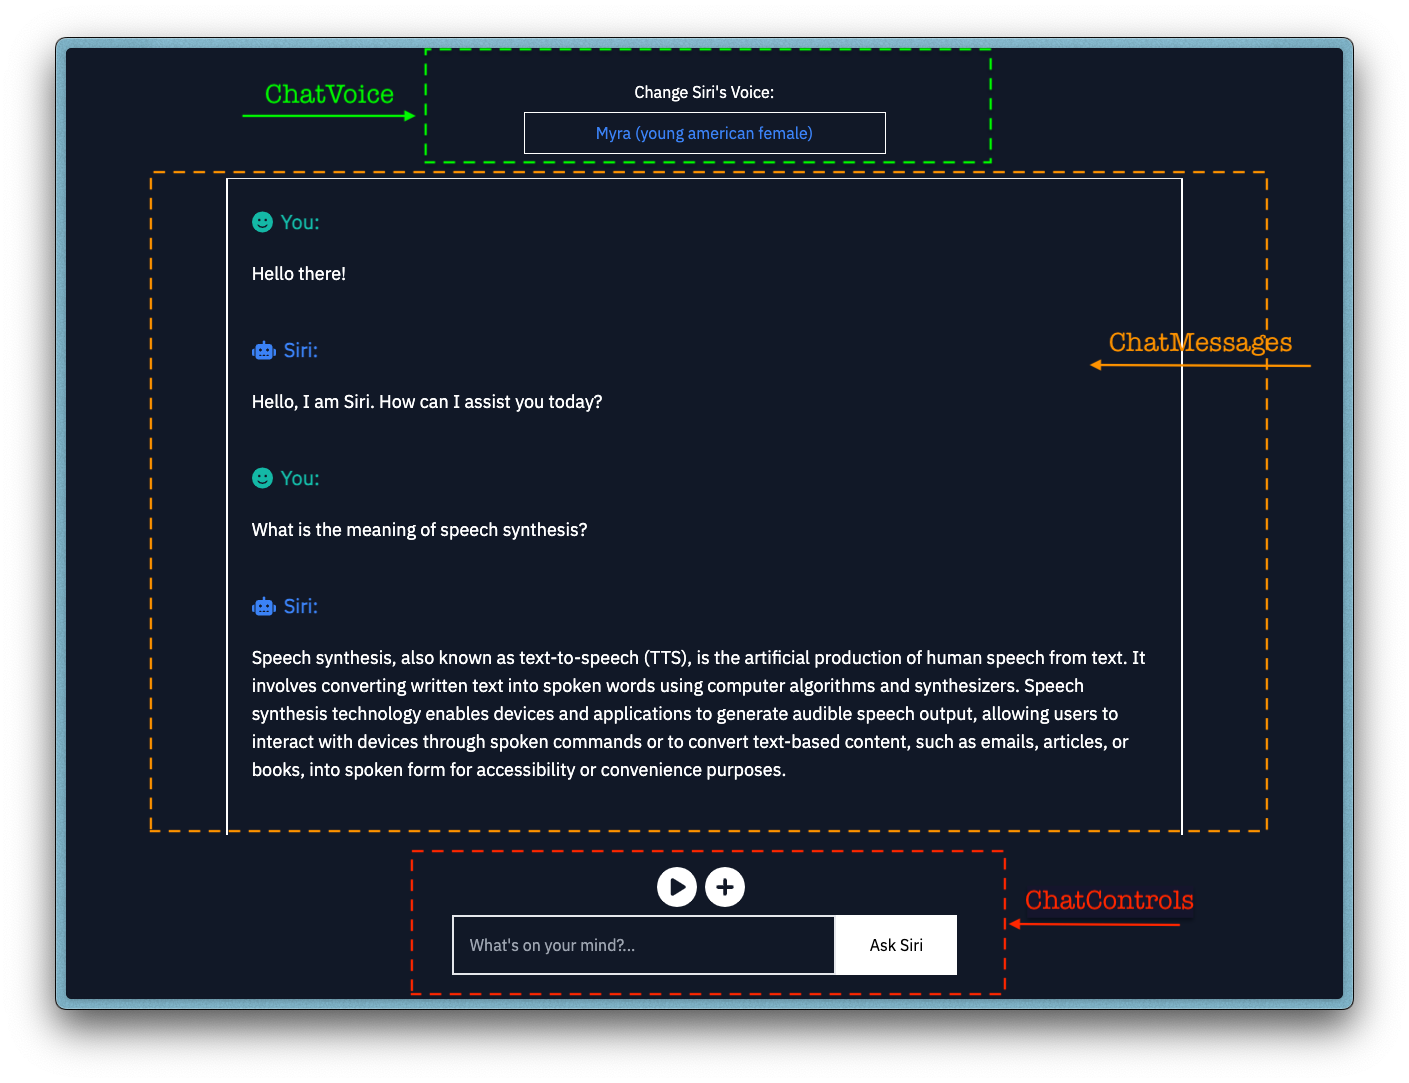 ChatVoice
Change Siri's Voice:
Myra (young american female)
You:
Hello there!
ChatMessages
Siri:
Hello, I am Siri. How can I assist you today?
You:
What is the meaning of speech synthesis?
Siri:
Speech synthesis, also known as text-to-speech (TTS), is the artificial production of human speech from text. It
involves converting written text into spoken words using computer algorithms and synthesizers. Speech
synthesis technology enables devices and applications to generate audible speech output, allowing users to
interact with devices through spoken commands or to convert text-based content, such as emails, articles, or
books, into spoken form for accessibility or convenience purposes.
ChatControls
What's on your mind?...
Ask Siri